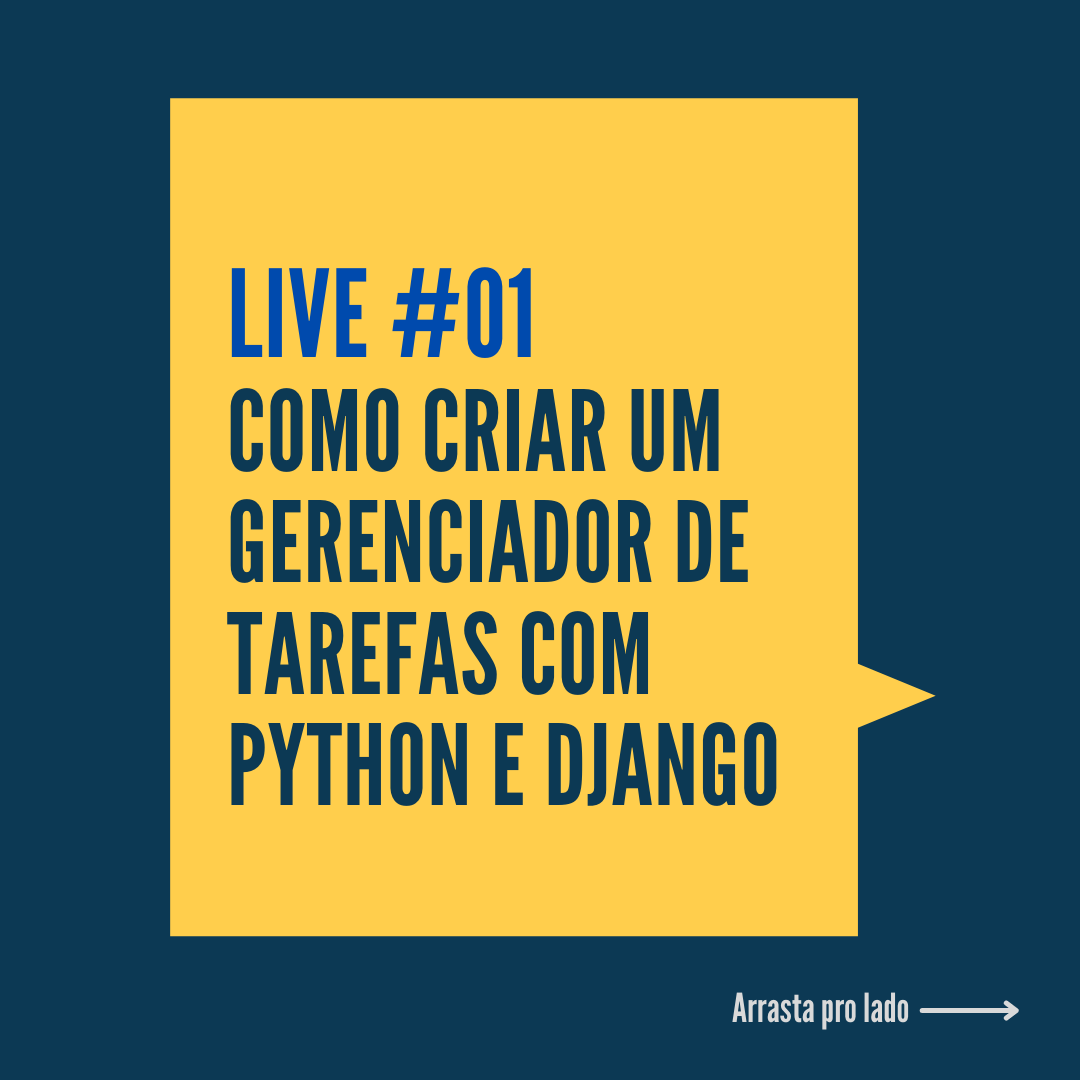 LIVE #01
COMO CRIAR UM
GERENCIADOR DE
TAREFAS COM
PYTHON E DJANGO
Arrasta pro lado